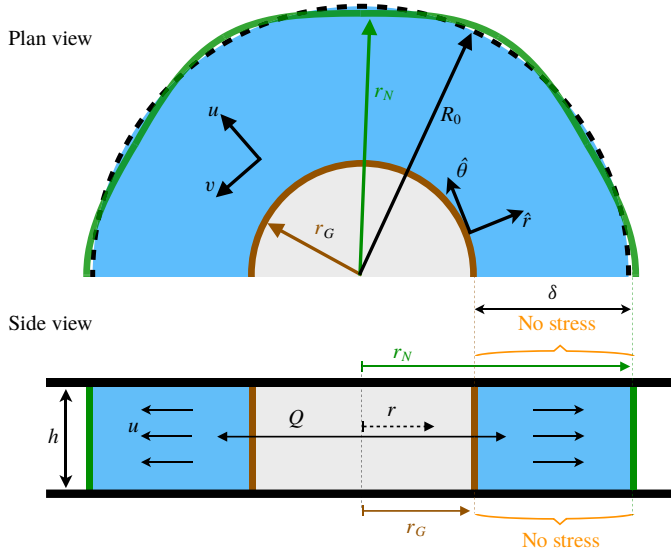 Plan view
u
v
r_N
R_0
θ̂
r̂
r_G
δ
No stress
Side view
r_N
h
u
Q
r
r_G
No stress